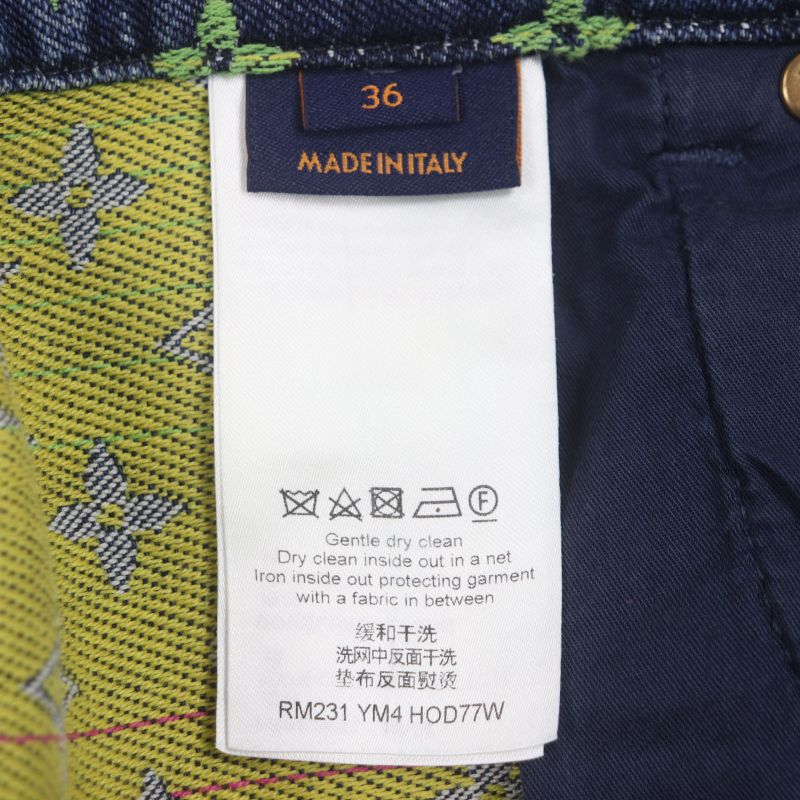 36
MADE IN ITALY
F
Gentle dry clean
Dry clean inside out in a net
Iron inside out protecting garment
with a fabric in between
缓和干洗
洗网中反面干洗
垫布反面熨烫
RM231 YM4 HOD77W